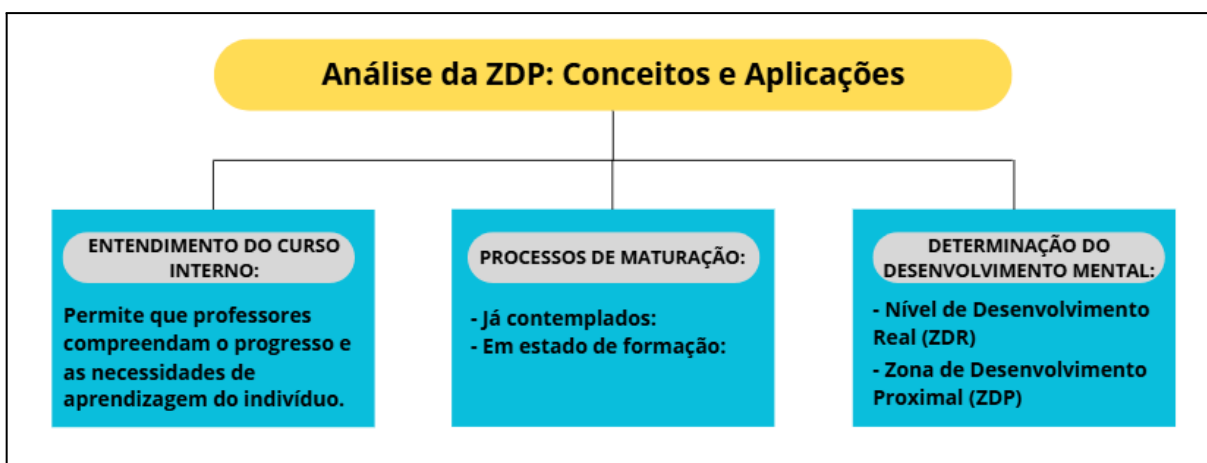 Análise da ZDP: Conceitos e Aplicações
ENTENDIMENTO DO CURSO
INTERNO:
Permite que professores
compreendam o progresso e
as necessidades de
aprendizagem do indivíduo.
PROCESSOS DE MATURAÇÃO:
- Já contemplados:
- Em estado de formação:
DETERMINAÇÃO DO
DESENVOLVIMENTO MENTAL:
- Nível de Desenvolvimento
Real (ZDR)
- Zona de Desenvolvimento
Proximal (ZDP)